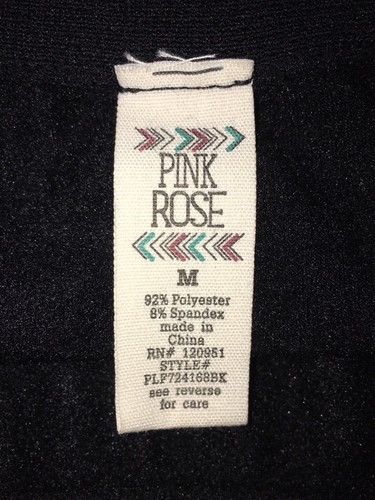 PINK
ROSE
M
92% Polyester
8% Spandex
made in
China
RN# 120951
STYLE#
PLF724168BK
see reverse
for care